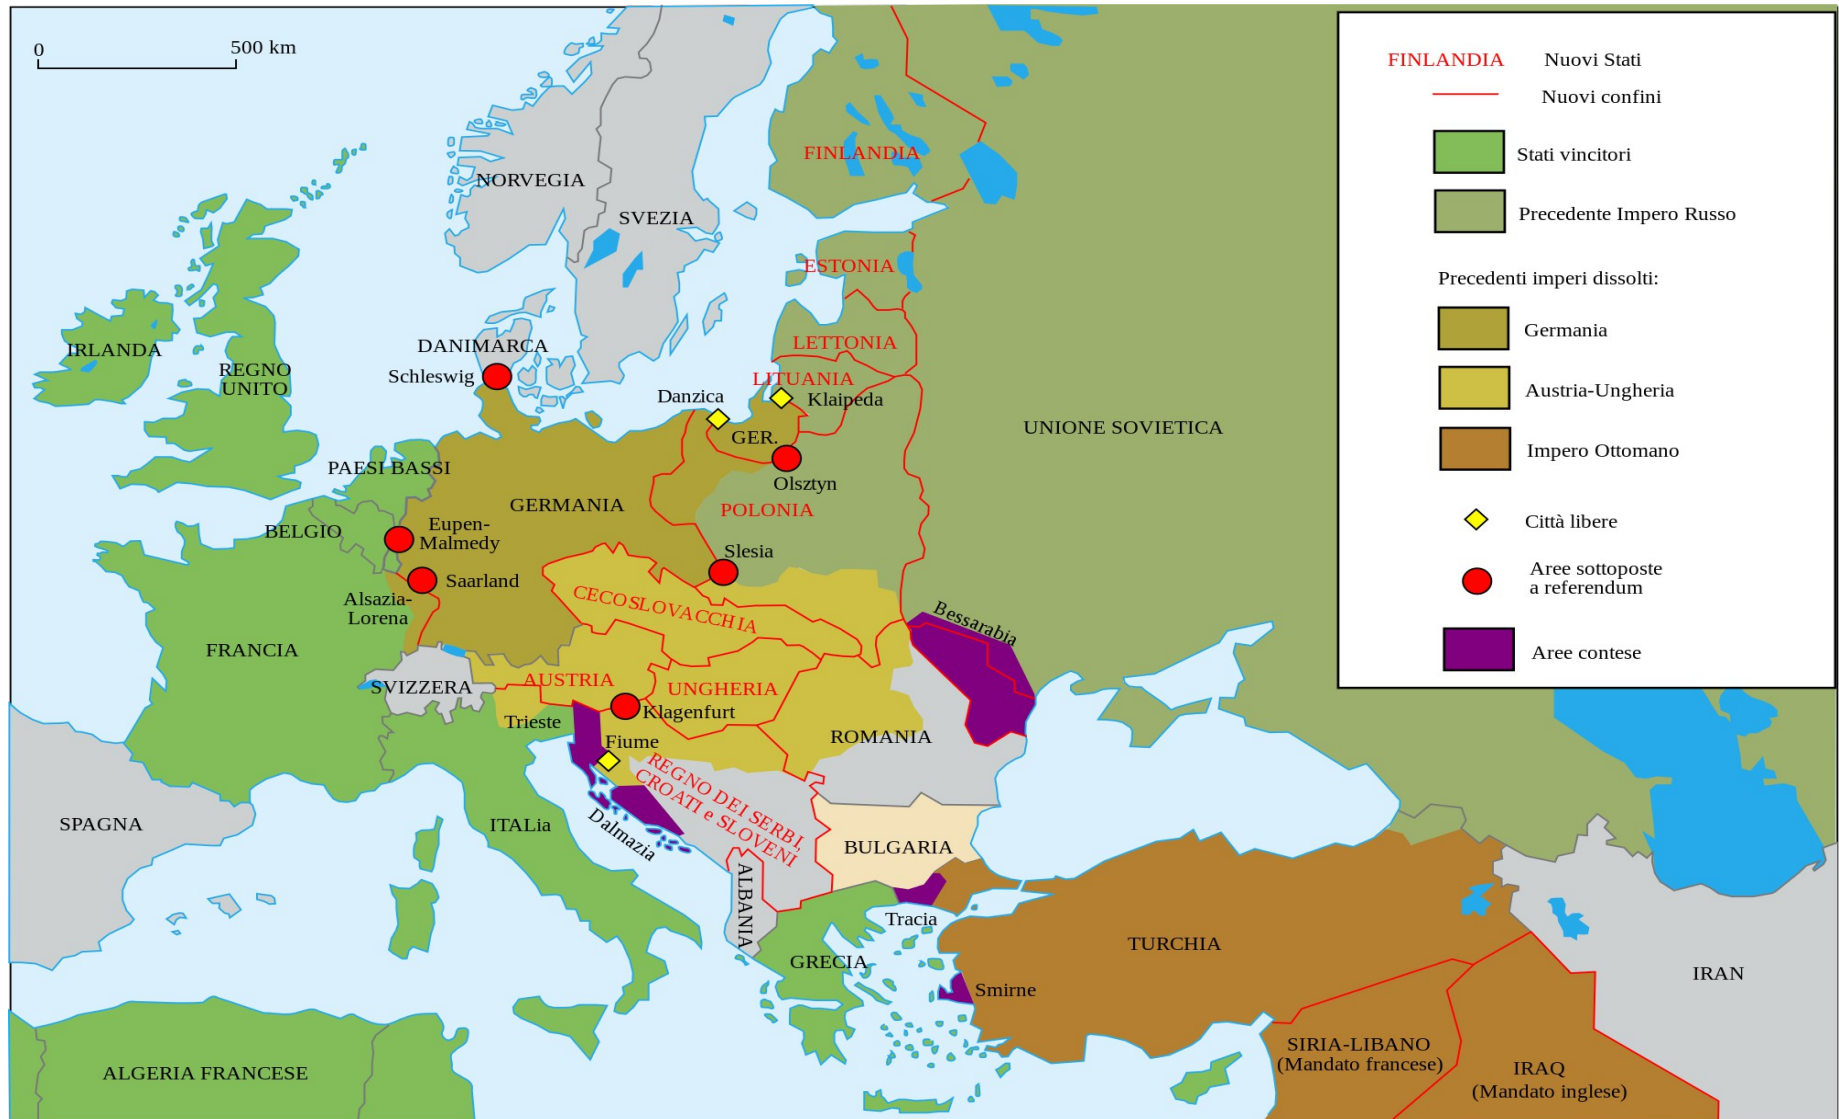 0
500 km
FINLANDIA
Nuovi Stati
Nuovi confini
Stati vincitori
Precedente Impero Russo
Precedenti imperi dissolti:
Germania
Austria-Ungheria
Impero Ottomano
Città libere
Aree sottoposte
a referendum
Aree contese
NORVEGIA
SVEZIA
FINLANDIA
ESTONIA
LETTONIA
LITUANIA
Klaipeda
IRLANDA
REGNO
UNITO
DANIMARCA
Schleswig
Danzica
GER.
Olsztyn
UNIONE SOVIETICA
PAESI BASSI
BELGIO
Eupen-
Malmedy
GERMANIA
POLONIA
Slesia
Saarland
Alsazia-
Lorena
CECOSLOVACCHIA
Bessarabia
FRANCIA
SVIZZERA
AUSTRIA
UNGHERIA
Klagenfurt
Trieste
Fiume
ROMANIA
REGNO DEI SERBI,
CROATI e SLOVENI
SPAGNA
ITALia
Dalmazia
BULGARIA
ALBANIA
Tracia
GRECIA
TURCHIA
Smirne
IRAN
SIRIA-LIBANO
(Mandato francese)
IRAQ
(Mandato inglese)
ALGERIA FRANCESE